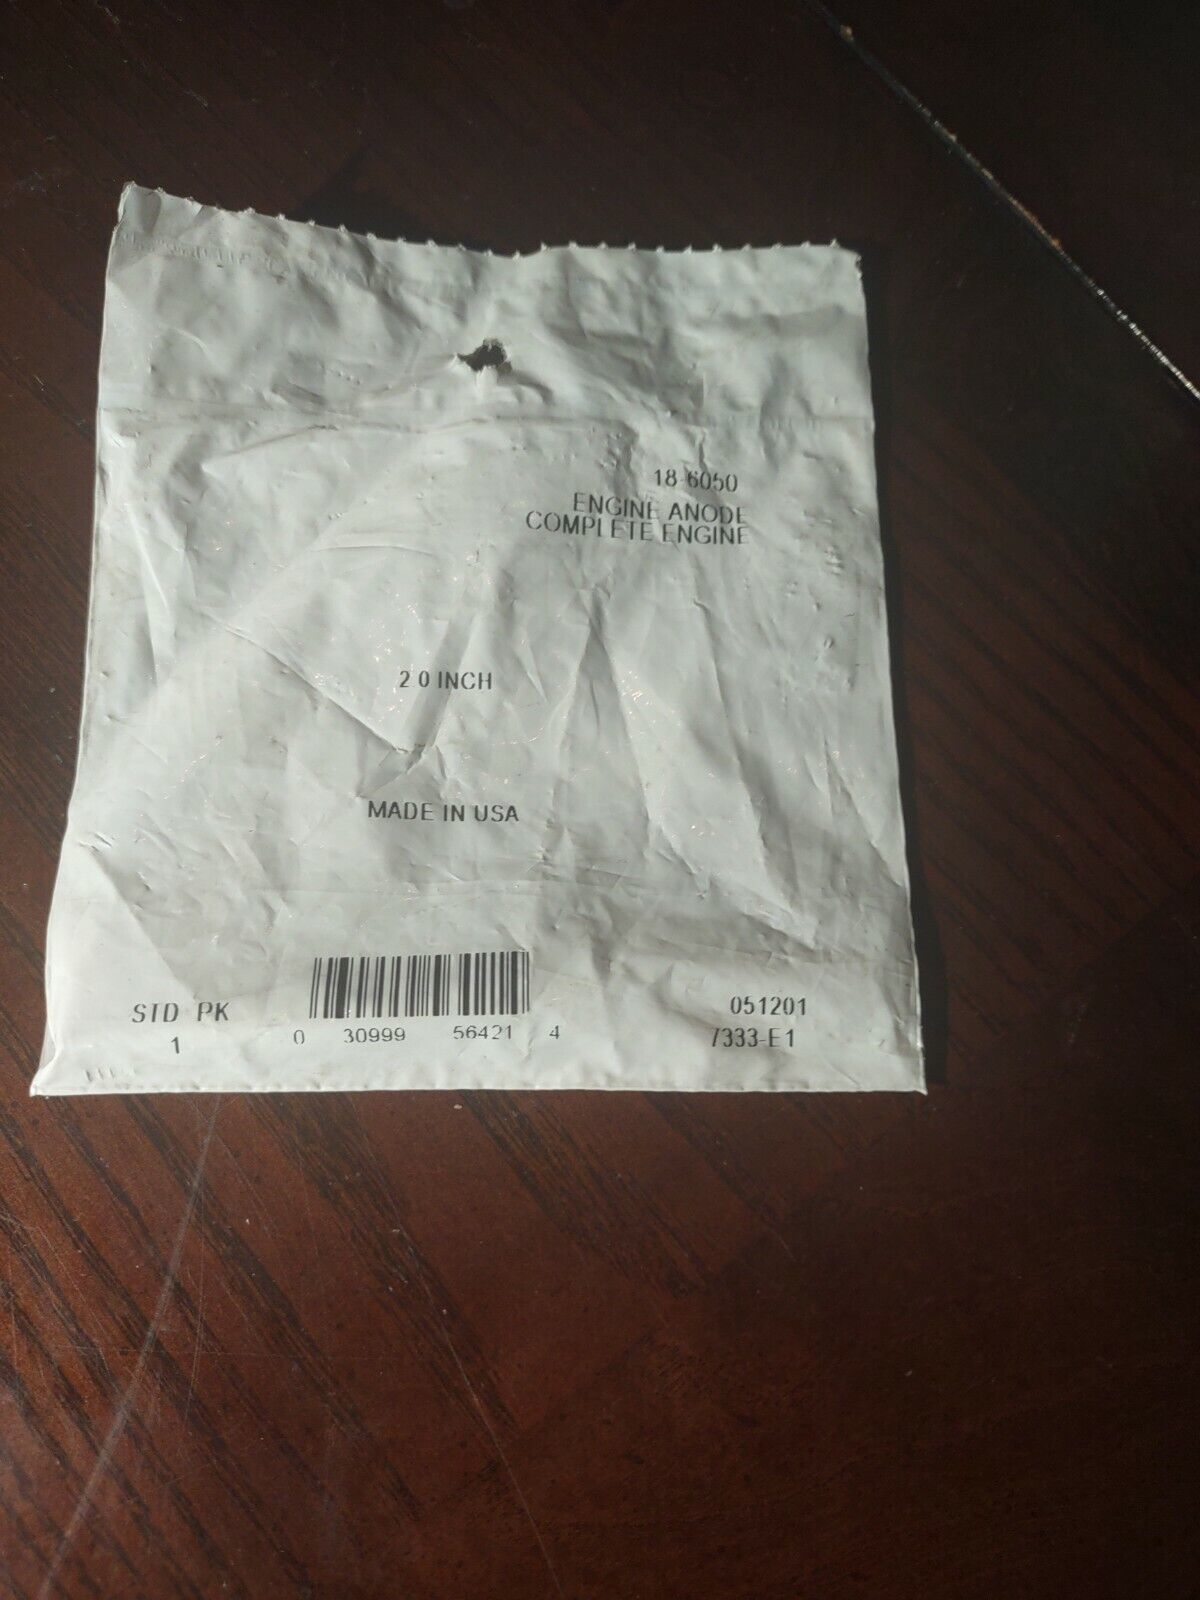 18-6050
ENGINE ANODE
COMPLETE ENGINE
2 0 INCH
MADE IN USA
STD PK
1
0 30999 56421 4
051201
7333-E1